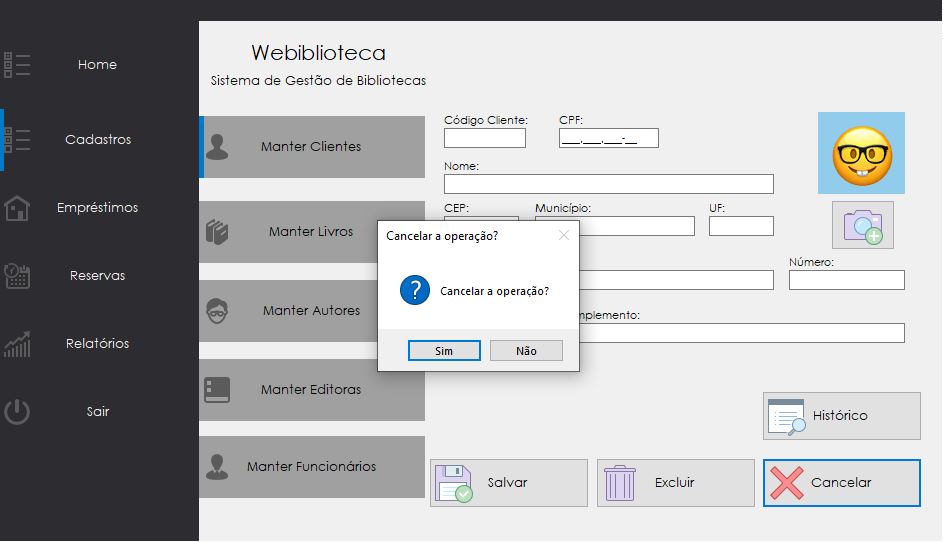 Webiblioteca
Sistema de Gestão de Bibliotecas
Home
Cadastros
Empréstimos
Reservas
Relatórios
Sair
Manter Clientes
Manter Livros
Manter Autores
Manter Editoras
Manter Funcionários
Código Cliente: CPF:
___.___.___-__
Nome:
CEP: Município: UF:
Número:
mplemento:
Cancelar a operação?
? Cancelar a operação?
Sim Não
Histórico
Salvar Excluir Cancelar